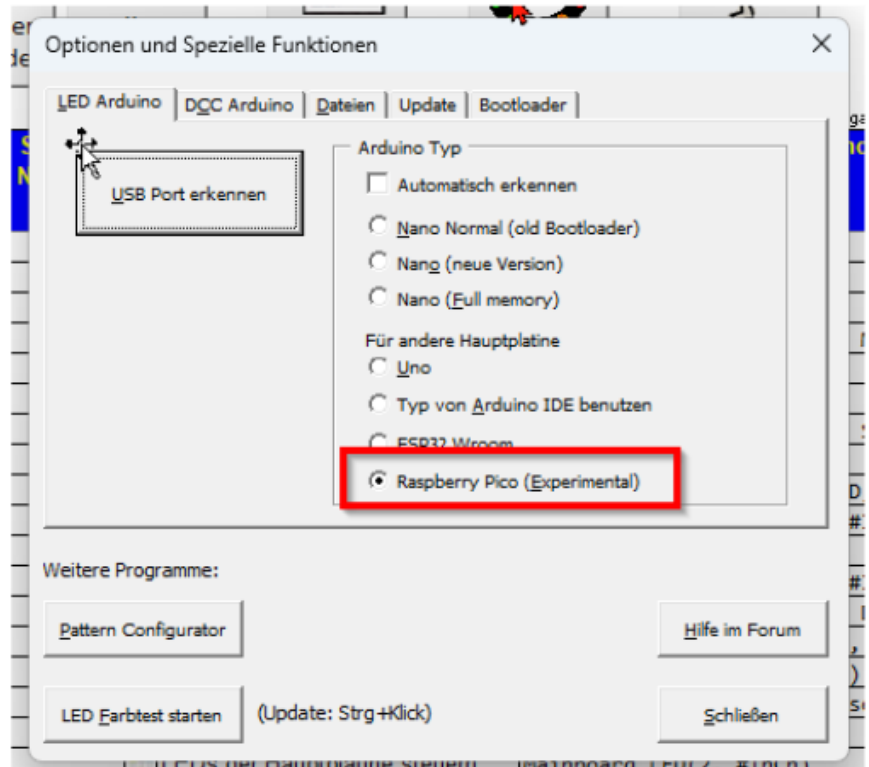 Optionen und Spezielle Funktionen
LED Arduino
DCC Arduino
Dateien
Update
Bootloader
USB Port erkennen
Arduino Typ
Automatisch erkennen
Nano Normal (old Bootloader)
Nano (neue Version)
Nano (Full memory)
Für andere Hauptplatine
Uno
Typ von Arduino IDE benutzen
ESP32 Wroom
Raspberry Pico (Experimental)
Weitere Programme:
Pattern Configurator
Hilfe im Forum
LED Farbtest starten
(Update: Strg+Klick)
Schließen